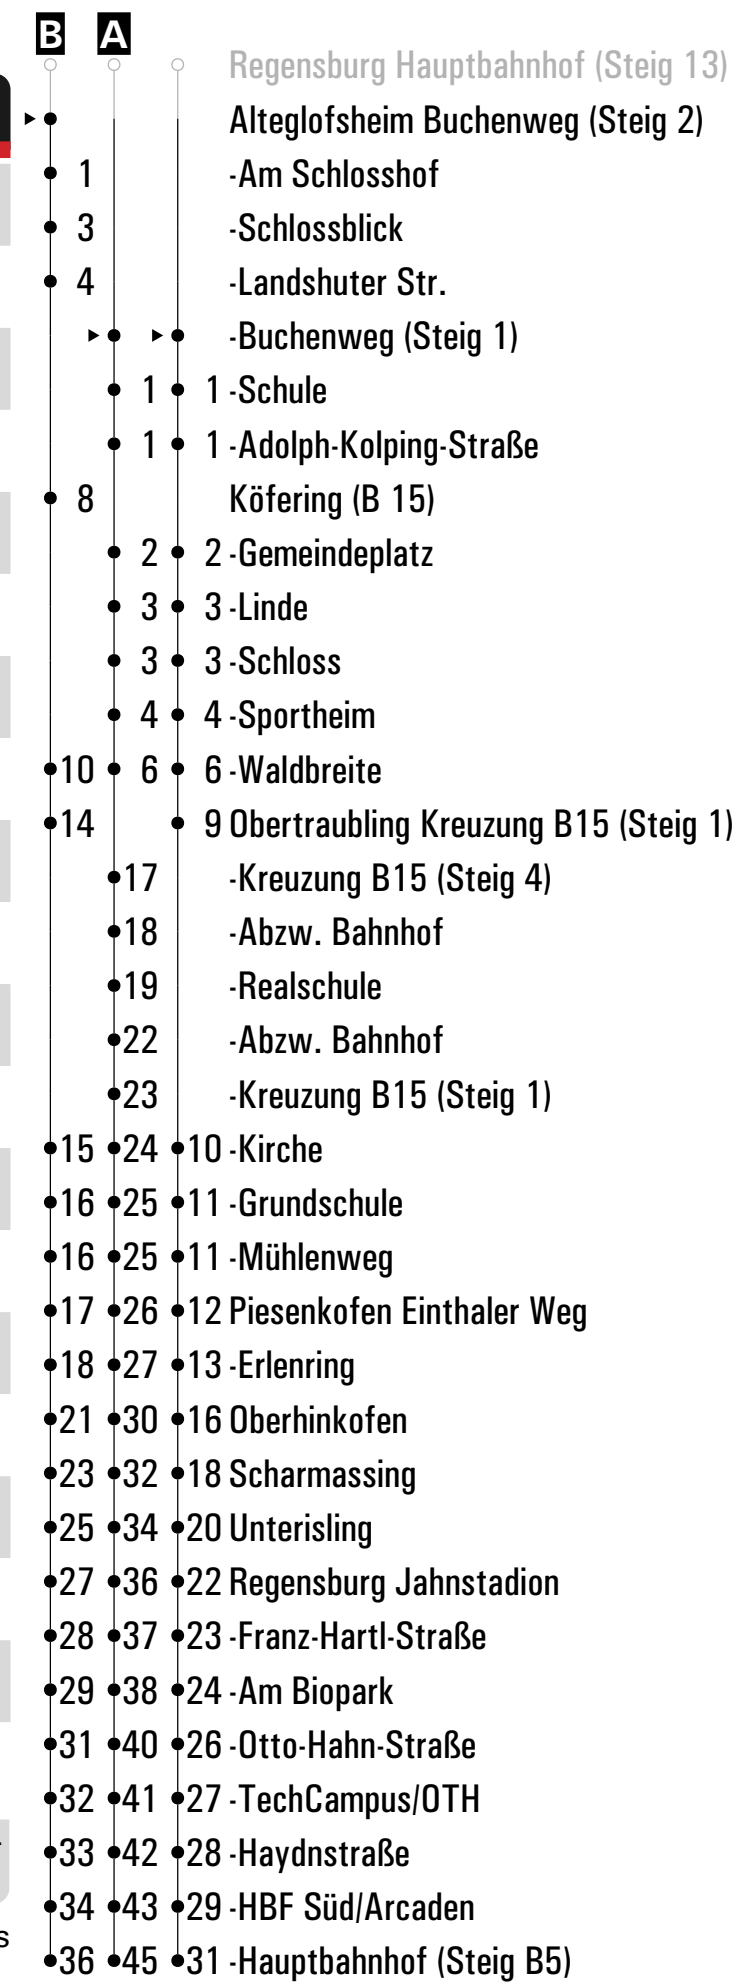 B A
Regensburg Hauptbahnhof (Steig 13)
Alteglofsheim Buchenweg (Steig 2)
1 -Am Schlosshof
3 -Schlossblick
4 -Landshuter Str.
-Buchenweg (Steig 1)
1 1 -Schule
1 1 -Adolph-Kolping-Straße
8 Köfering (B 15)
2 2 -Gemeindeplatz
3 3 -Linde
3 3 -Schloss
4 4 -Sportheim
10 6 6 -Waldbreite
14 9 Obertraubling Kreuzung B15 (Steig 1)
17 -Kreuzung B15 (Steig 4)
18 -Abzw. Bahnhof
19 -Realschule
22 -Abzw. Bahnhof
23 -Kreuzung B15 (Steig 1)
15 24 10 -Kirche
16 25 11 -Grundschule
16 25 11 -Mühlenweg
17 26 12 Piesenkofen Einthaler Weg
18 27 13 -Erlenring
21 30 16 Oberhinkofen
23 32 18 Scharmassing
25 34 20 Unterisling
27 36 22 Regensburg Jahnstadion
28 37 23 -Franz-Hartl-Straße
29 38 24 -Am Biopark
31 40 26 -Otto-Hahn-Straße
32 41 27 -TechCampus/OTH
33 42 28 -Haydnstraße
34 43 29 -HBF Süd/Arcaden
s
36 45 31 -Hauptbahnhof (Steig B5)